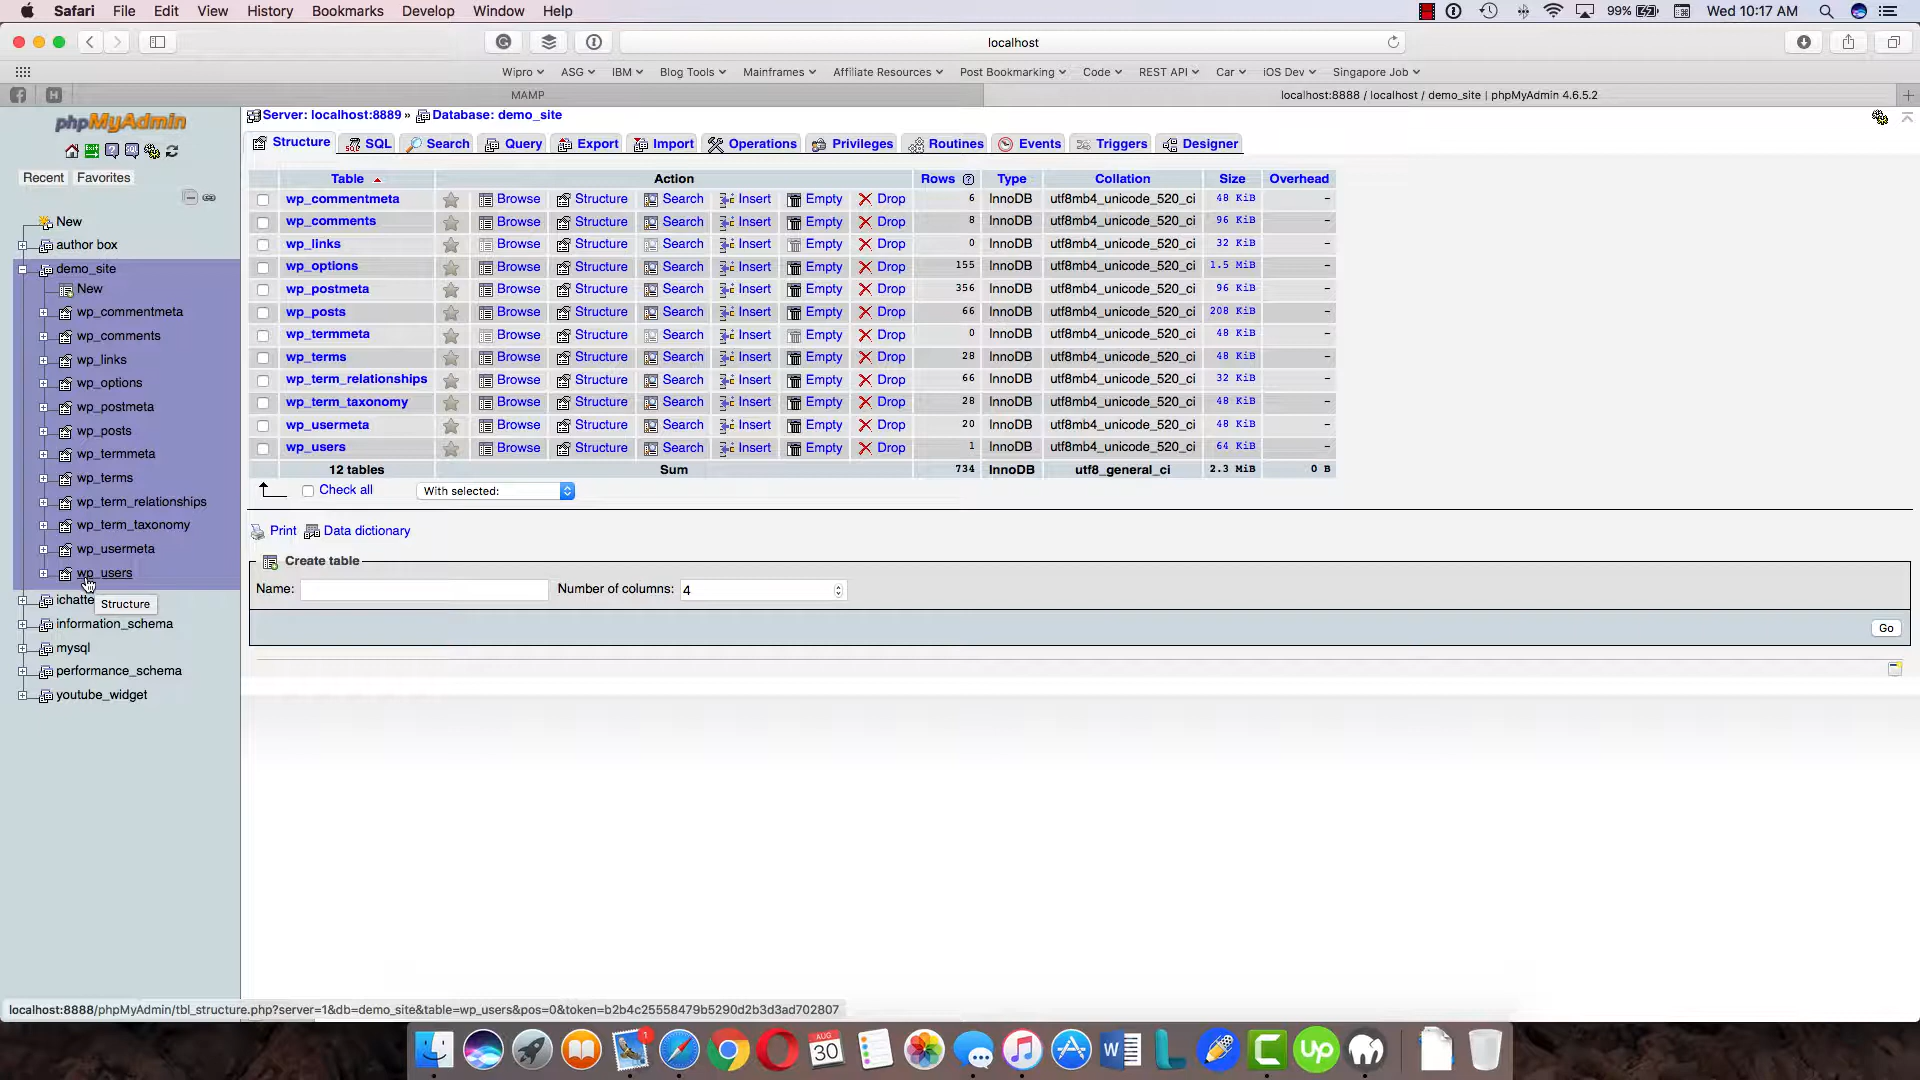 Safari File Edit View History Bookmarks Develop Window Help 99% Wed 10:17 AM
localhost
Wipro ASG IBM Blog Tools Mainframes Affiliate Resources Post Bookmarking Code REST API Car iOS Dev Singapore Job
MAMP localhost:8888 / localhost / demo_site | phpMyAdmin 4.6.5.2
phpMyAdmin
Recent Favorites
New
author box
demo_site
New
wp_commentmeta
wp_comments
wp_links
wp_options
wp_postmeta
wp_posts
wp_termmeta
wp_terms
wp_term_relationships
wp_term_taxonomy
wp_usermeta
wp_users
ichatte
Structure
information_schema
mysql
performance_schema
youtube_widget
Server: localhost:8889 » Database: demo_site
Structure SQL Search Query Export Import Operations Privileges Routines Events Triggers Designer
Table Action Rows Type Collation Size Overhead
wp_commentmeta Browse Structure Search Insert Empty Drop 6 InnoDB utf8mb4_unicode_520_ci 48 KiB -
wp_comments Browse Structure Search Insert Empty Drop 8 InnoDB utf8mb4_unicode_520_ci 96 KiB -
wp_links Browse Structure Search Insert Empty Drop 0 InnoDB utf8mb4_unicode_520_ci 32 KiB -
wp_options Browse Structure Search Insert Empty Drop 155 InnoDB utf8mb4_unicode_520_ci 1.5 MiB -
wp_postmeta Browse Structure Search Insert Empty Drop 356 InnoDB utf8mb4_unicode_520_ci 96 KiB -
wp_posts Browse Structure Search Insert Empty Drop 66 InnoDB utf8mb4_unicode_520_ci 208 KiB -
wp_termmeta Browse Structure Search Insert Empty Drop 0 InnoDB utf8mb4_unicode_520_ci 48 KiB -
wp_terms Browse Structure Search Insert Empty Drop 28 InnoDB utf8mb4_unicode_520_ci 48 KiB -
wp_term_relationships Browse Structure Search Insert Empty Drop 66 InnoDB utf8mb4_unicode_520_ci 32 KiB -
wp_term_taxonomy Browse Structure Search Insert Empty Drop 28 InnoDB utf8mb4_unicode_520_ci 48 KiB -
wp_usermeta Browse Structure Search Insert Empty Drop 20 InnoDB utf8mb4_unicode_520_ci 48 KiB -
wp_users Browse Structure Search Insert Empty Drop 1 InnoDB utf8mb4_unicode_520_ci 64 KiB -
12 tables Sum 734 InnoDB utf8_general_ci 2.3 MiB 0 B
Check all With selected:
Print Data dictionary
Create table
Name: Number of columns: 4
Go
localhost:8888/phpMyAdmin/tbl_structure.php?server=1&db=demo_site&table=wp_users&pos=0&token=b2b4c25558479b5290d2b3d3ad702807
AUG
30
1
W
up